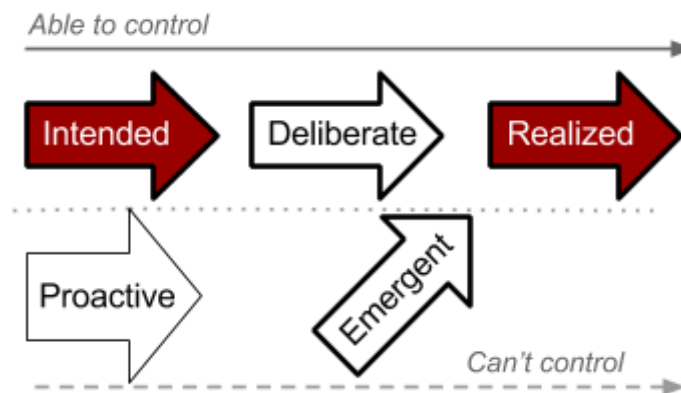 Able to control
Intended
Deliberate
Realized
Proactive
Emergent
Can't control